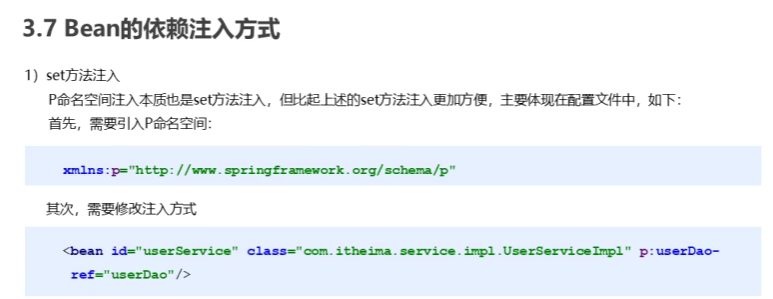 3.7 Bean的依赖注入方式
1）set方法注入
P命名空间注入本质也是set方法注入，但比起上述的set方法注入更加方便，主要体现在配置文件中，如下：
首先，需要引入P命名空间：
xmlns:p="http://www.springframework.org/schema/p"
其次，需要修改注入方式
<bean id="userService" class="com.itheima.service.impl.UserServiceImpl" p:userDao-
ref="userDao"/>